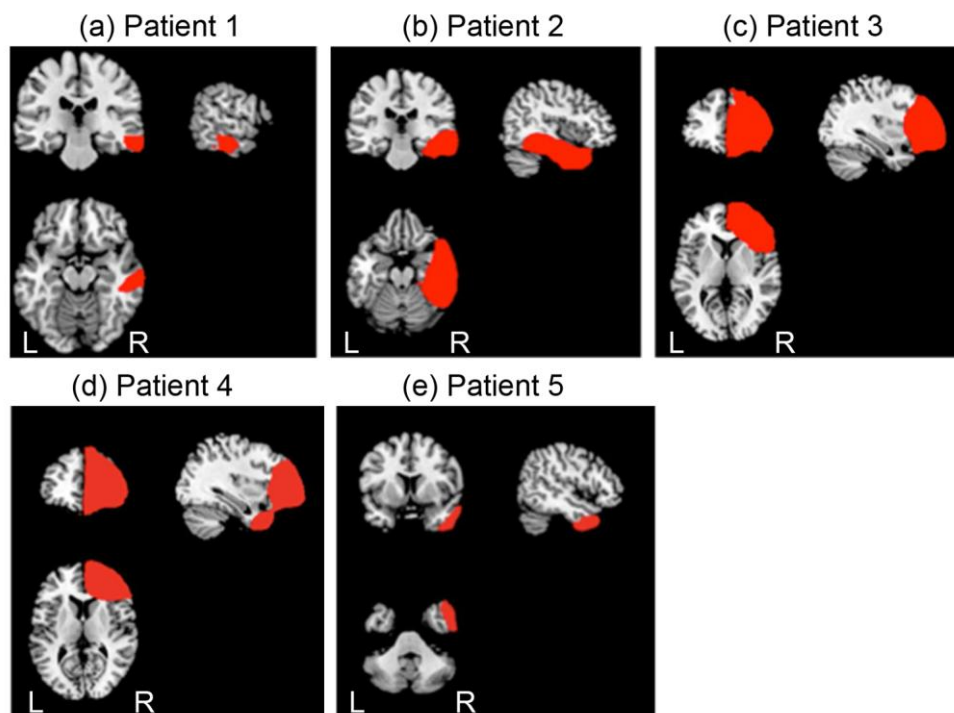 (a) Patient 1
(b) Patient 2
(c) Patient 3
L R
L R
L R
(d) Patient 4
(e) Patient 5
L R
L R